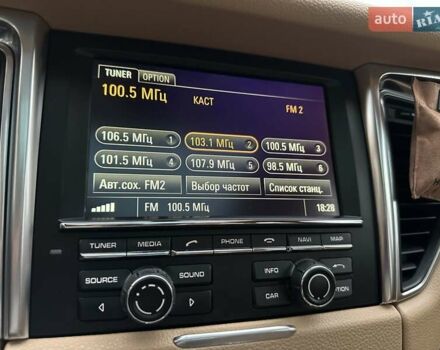 auto RIA
TUNER OPTION
100.5 МГц КАСТ FM 2
106.5 МГц 1 103.1 МГц 2 100.5 МГц 3
101.5 МГц 4 107.9 МГц 5 98.5 МГц 6
Авт.сох. FM2 Выбор частот Список станц.
FM 100.5 МГц 18:28
TUNER MEDIA PHONE NAVI MAP
SOURCE SOUND INFO
CAR OPTION